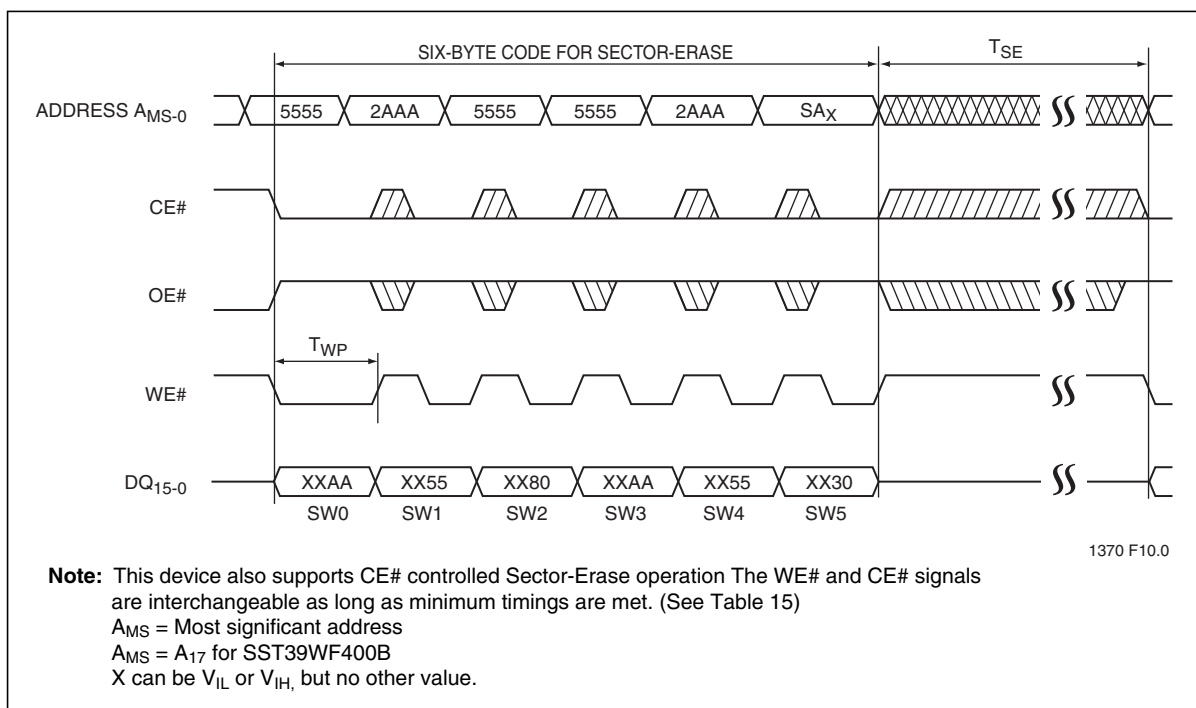 SIX-BYTE CODE FOR SECTOR-ERASE
TSE
ADDRESS AMS-0
5555 2AAA 5555 5555 2AAA SAX
CE#
OE#
TWP
WE#
DQ15-0
XXAA XX55 XX80 XXAA XX55 XX30
SW0 SW1 SW2 SW3 SW4 SW5
1370 F10.0
Note: This device also supports CE# controlled Sector-Erase operation The WE# and CE# signals
are interchangeable as long as minimum timings are met. (See Table 15)
AMS = Most significant address
AMS = A17 for SST39WF400B
X can be VIL or VIH, but no other value.